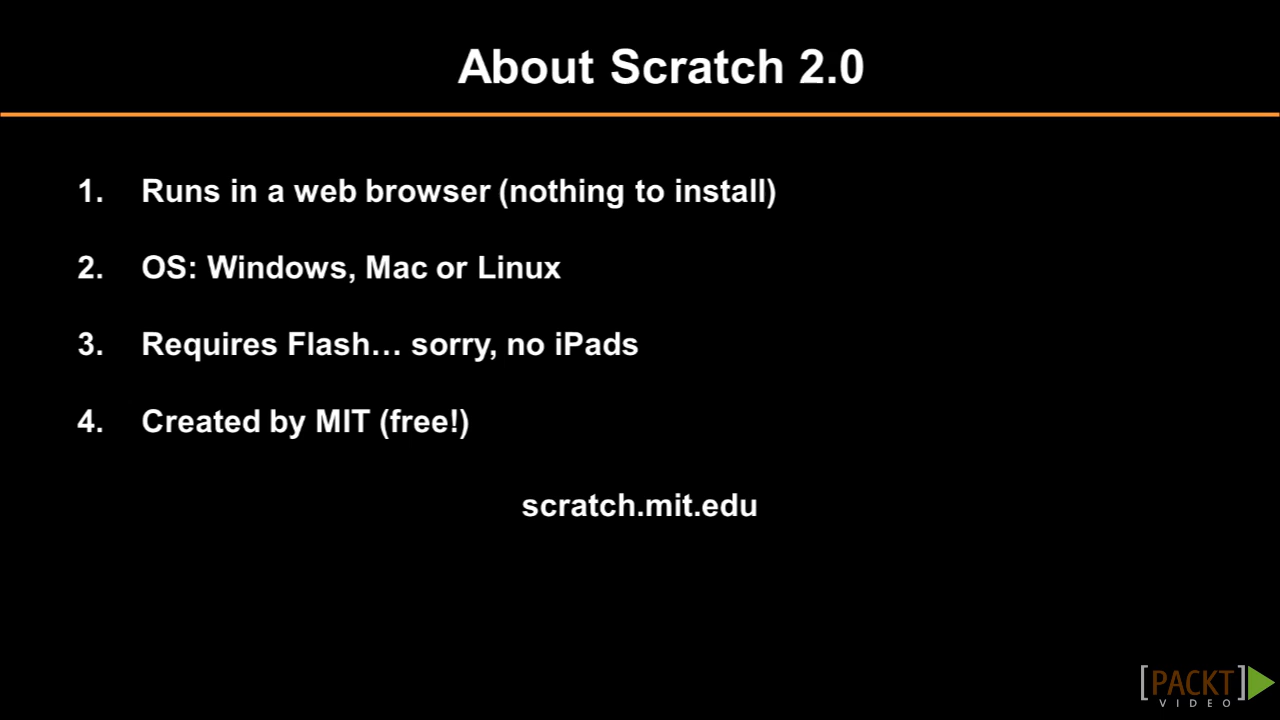 About Scratch 2.0
1. Runs in a web browser (nothing to install)
2. OS: Windows, Mac or Linux
3. Requires Flash… sorry, no iPads
4. Created by MIT (free!)
scratch.mit.edu
[PACKT]
VIDEO